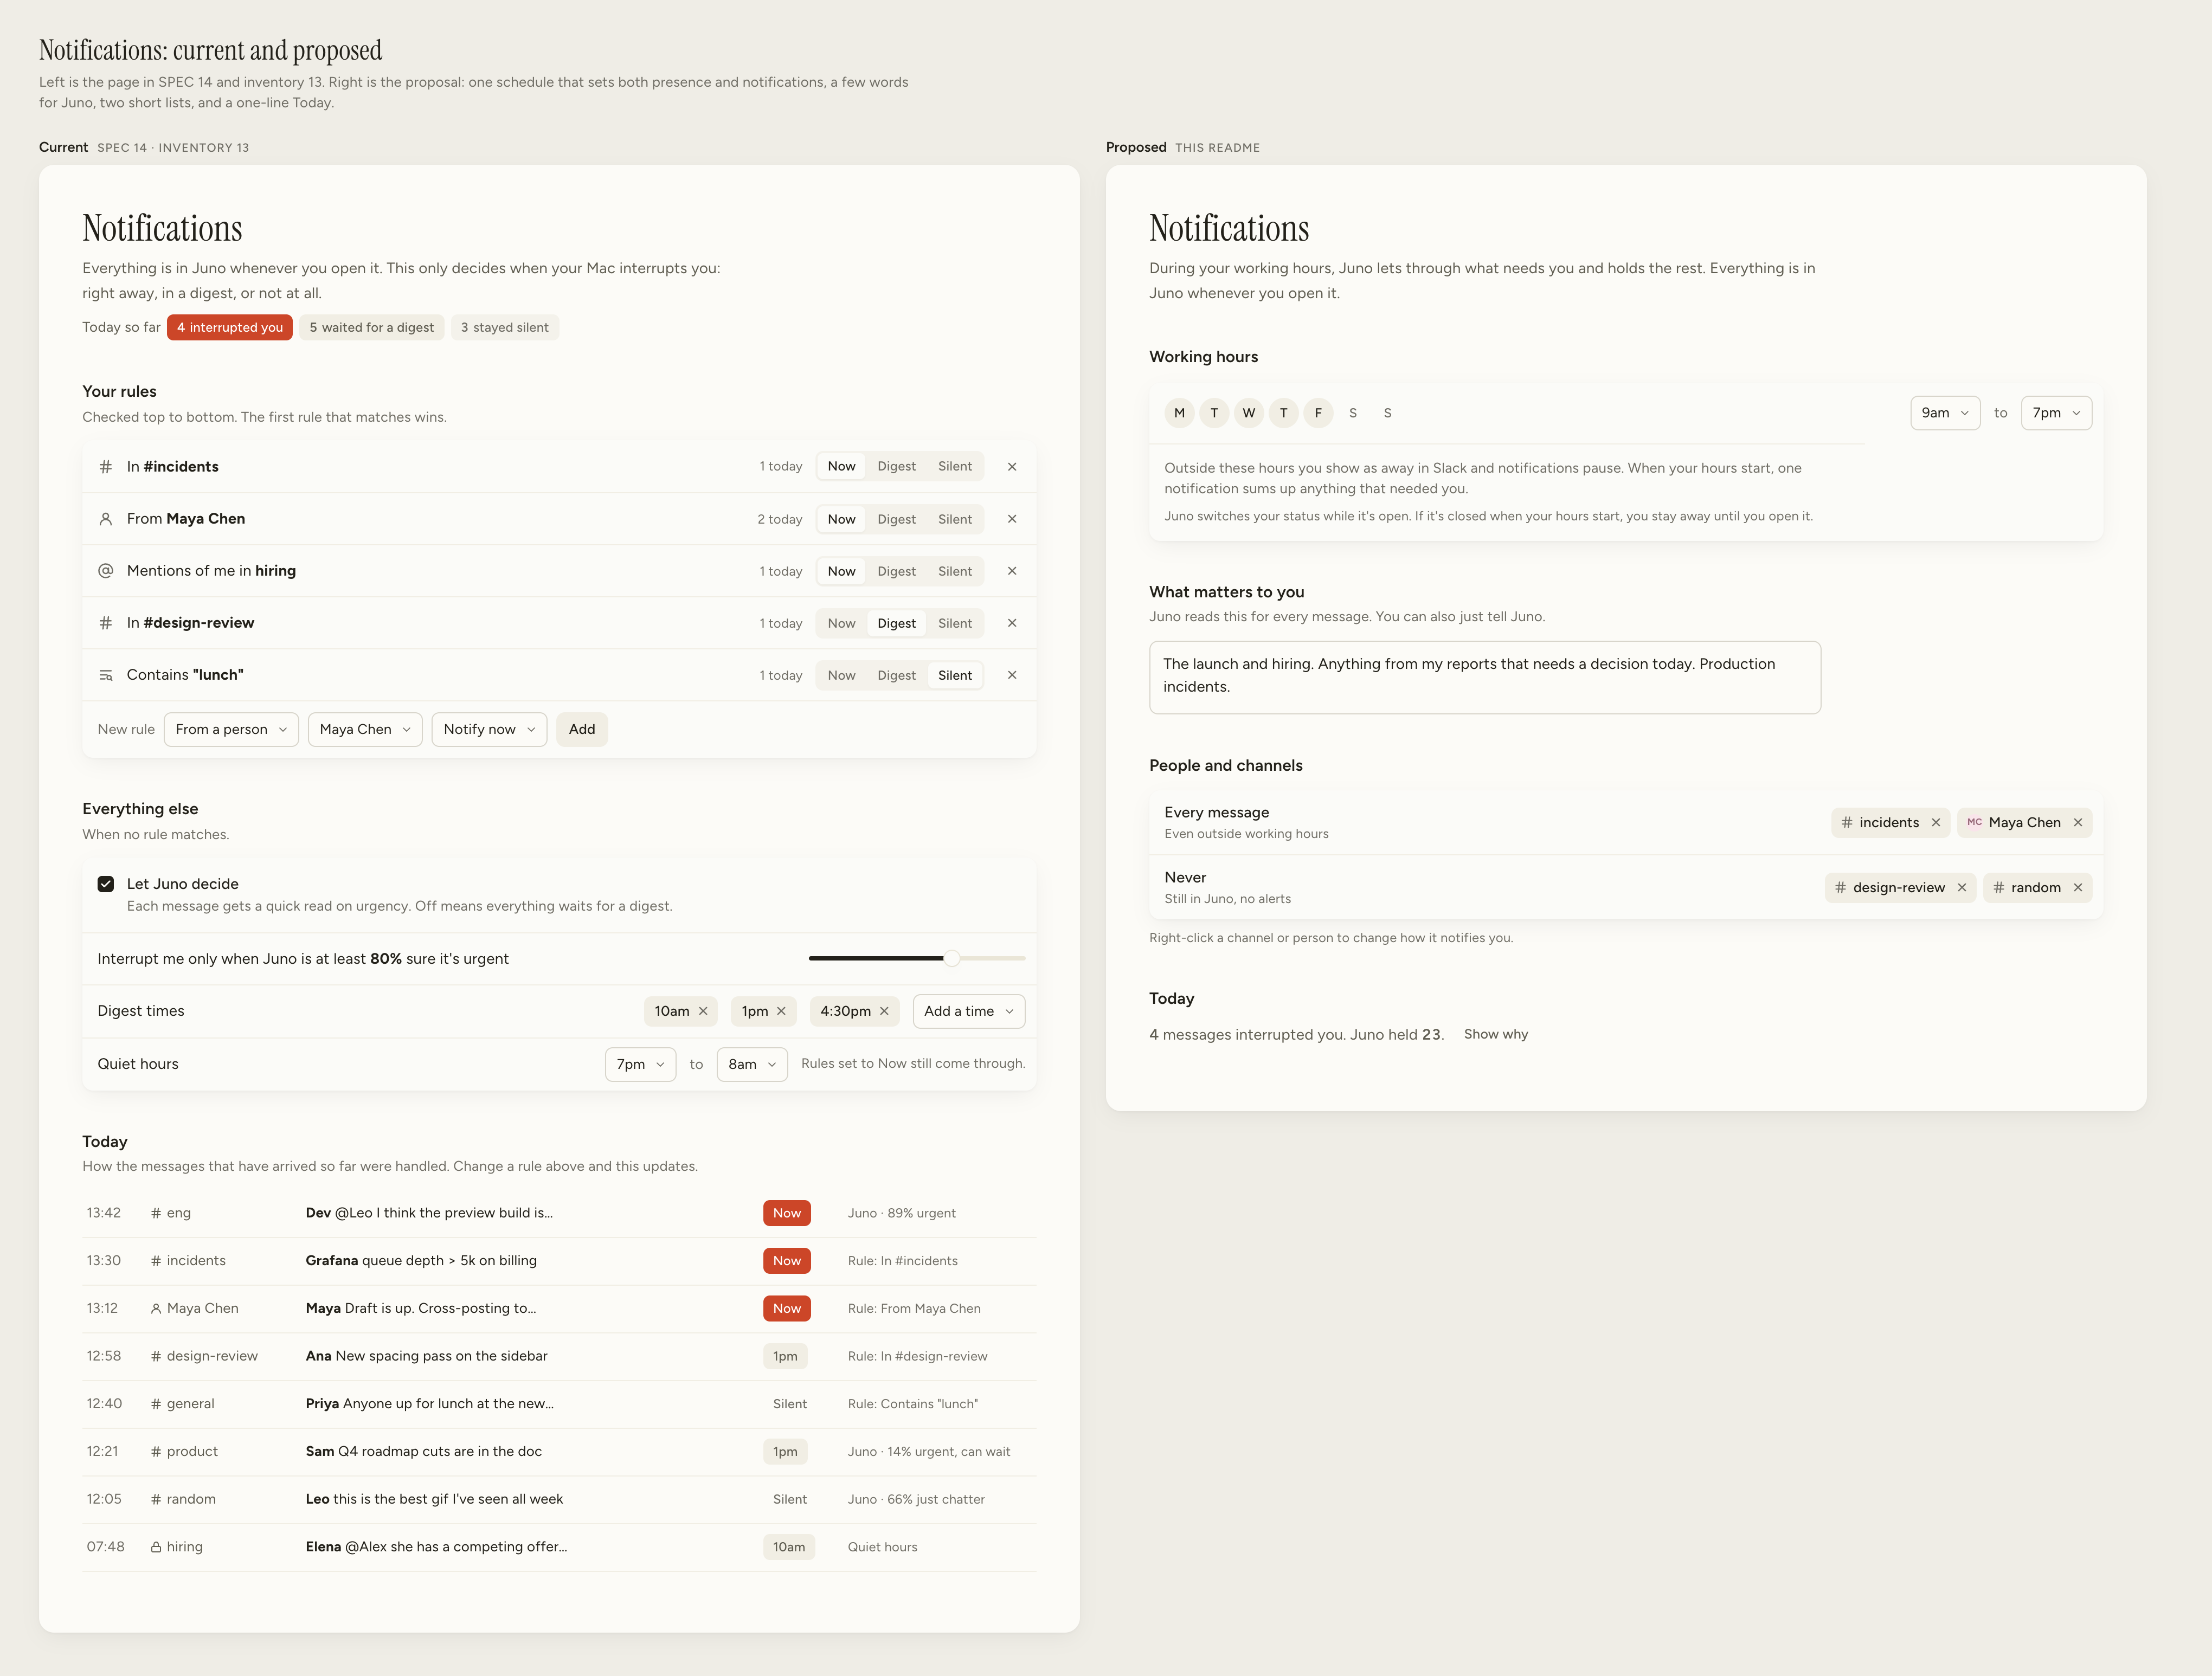 Notifications: current and proposed
Left is the page in SPEC 14 and inventory 13. Right is the proposal: one schedule that sets both presence and notifications, a few words
for Juno, two short lists, and a one-line Today.
Current SPEC 14 · INVENTORY 13
Notifications
Everything is in Juno whenever you open it. This only decides when your Mac interrupts you:
right away, in a digest, or not at all.
Today so far 4 interrupted you 5 waited for a digest 3 stayed silent
Your rules
Checked top to bottom. The first rule that matches wins.
In #incidents 1 today Now Digest Silent
From Maya Chen 2 today Now Digest Silent
Mentions of me in hiring 1 today Now Digest Silent
In #design-review 1 today Now Digest Silent
Contains "lunch" 1 today Now Digest Silent
New rule From a person Maya Chen Notify now Add
Everything else
When no rule matches.
Let Juno decide
Each message gets a quick read on urgency. Off means everything waits for a digest.
Interrupt me only when Juno is at least 80% sure it's urgent
Digest times 10am 1pm 4:30pm Add a time
Quiet hours 7pm to 8am Rules set to Now still come through.
Today
How the messages that have arrived so far were handled. Change a rule above and this updates.
13:42 # eng Dev @Leo I think the preview build is... Now Juno · 89% urgent
13:30 # incidents Grafana queue depth > 5k on billing Now Rule: In #incidents
13:12 Maya Chen Maya Draft is up. Cross-posting to... Now Rule: From Maya Chen
12:58 # design-review Ana New spacing pass on the sidebar 1pm Rule: In #design-review
12:40 # general Priya Anyone up for lunch at the new... Silent Rule: Contains "lunch"
12:21 # product Sam Q4 roadmap cuts are in the doc 1pm Juno · 14% urgent, can wait
12:05 # random Leo this is the best gif I've seen all week Silent Juno · 66% just chatter
07:48 hiring Elena @Alex she has a competing offer... 10am Quiet hours
Proposed THIS README
Notifications
During your working hours, Juno lets through what needs you and holds the rest. Everything is in
Juno whenever you open it.
Working hours
M T W T F S S 9am to 7pm
Outside these hours you show as away in Slack and notifications pause. When your hours start, one
notification sums up anything that needed you.
Juno switches your status while it's open. If it's closed when your hours start, you stay away until you open it.
What matters to you
Juno reads this for every message. You can also just tell Juno.
The launch and hiring. Anything from my reports that needs a decision today. Production
incidents.
People and channels
Every message # incidents MC Maya Chen
Even outside working hours
Never # design-review # random
Still in Juno, no alerts
Right-click a channel or person to change how it notifies you.
Today
4 messages interrupted you. Juno held 23. Show why